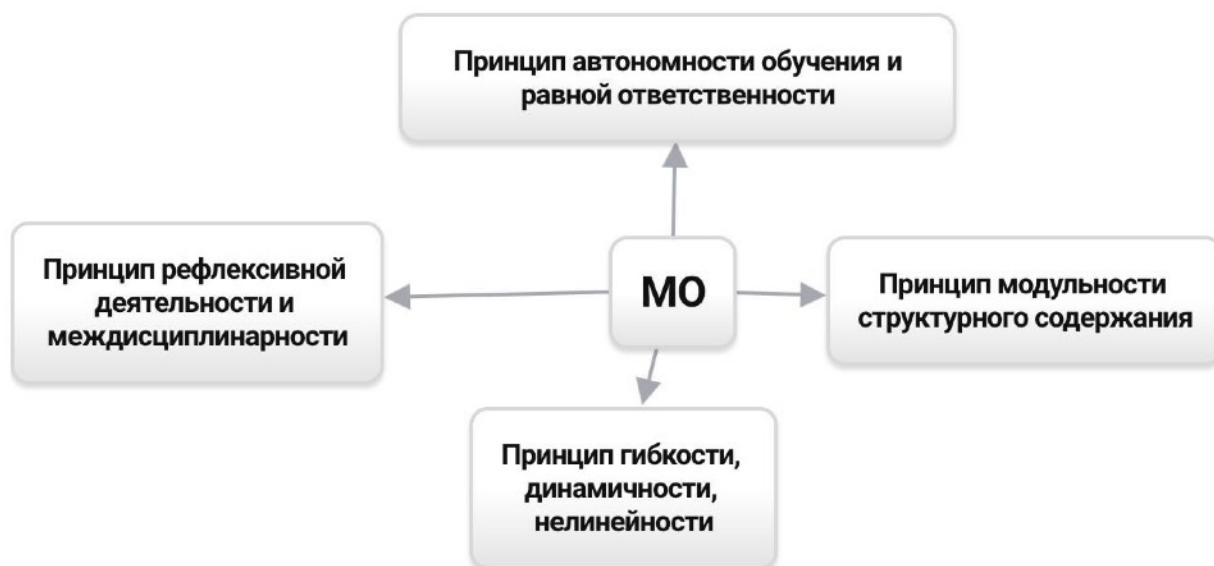 Принцип автономности обучения и
равной ответственности
Принцип рефлексивной
деятельности и
междисциплинарности
МО
Принцип модульности
структурного содержания
Принцип гибкости,
динамичности,
нелинейности